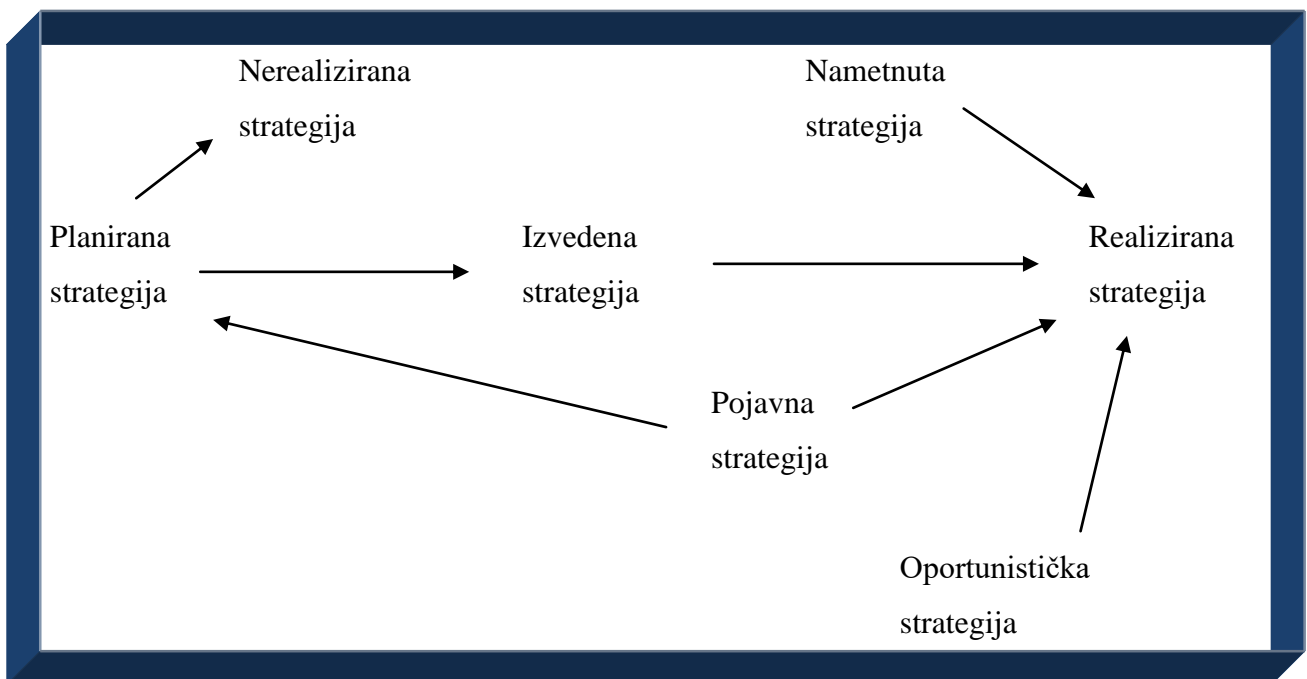 Nerealizirana
strategija
Nametnuta
strategija
Planirana
strategija
Izvedena
strategija
Realizirana
strategija
Pojavna
strategija
Oportunistička
strategija